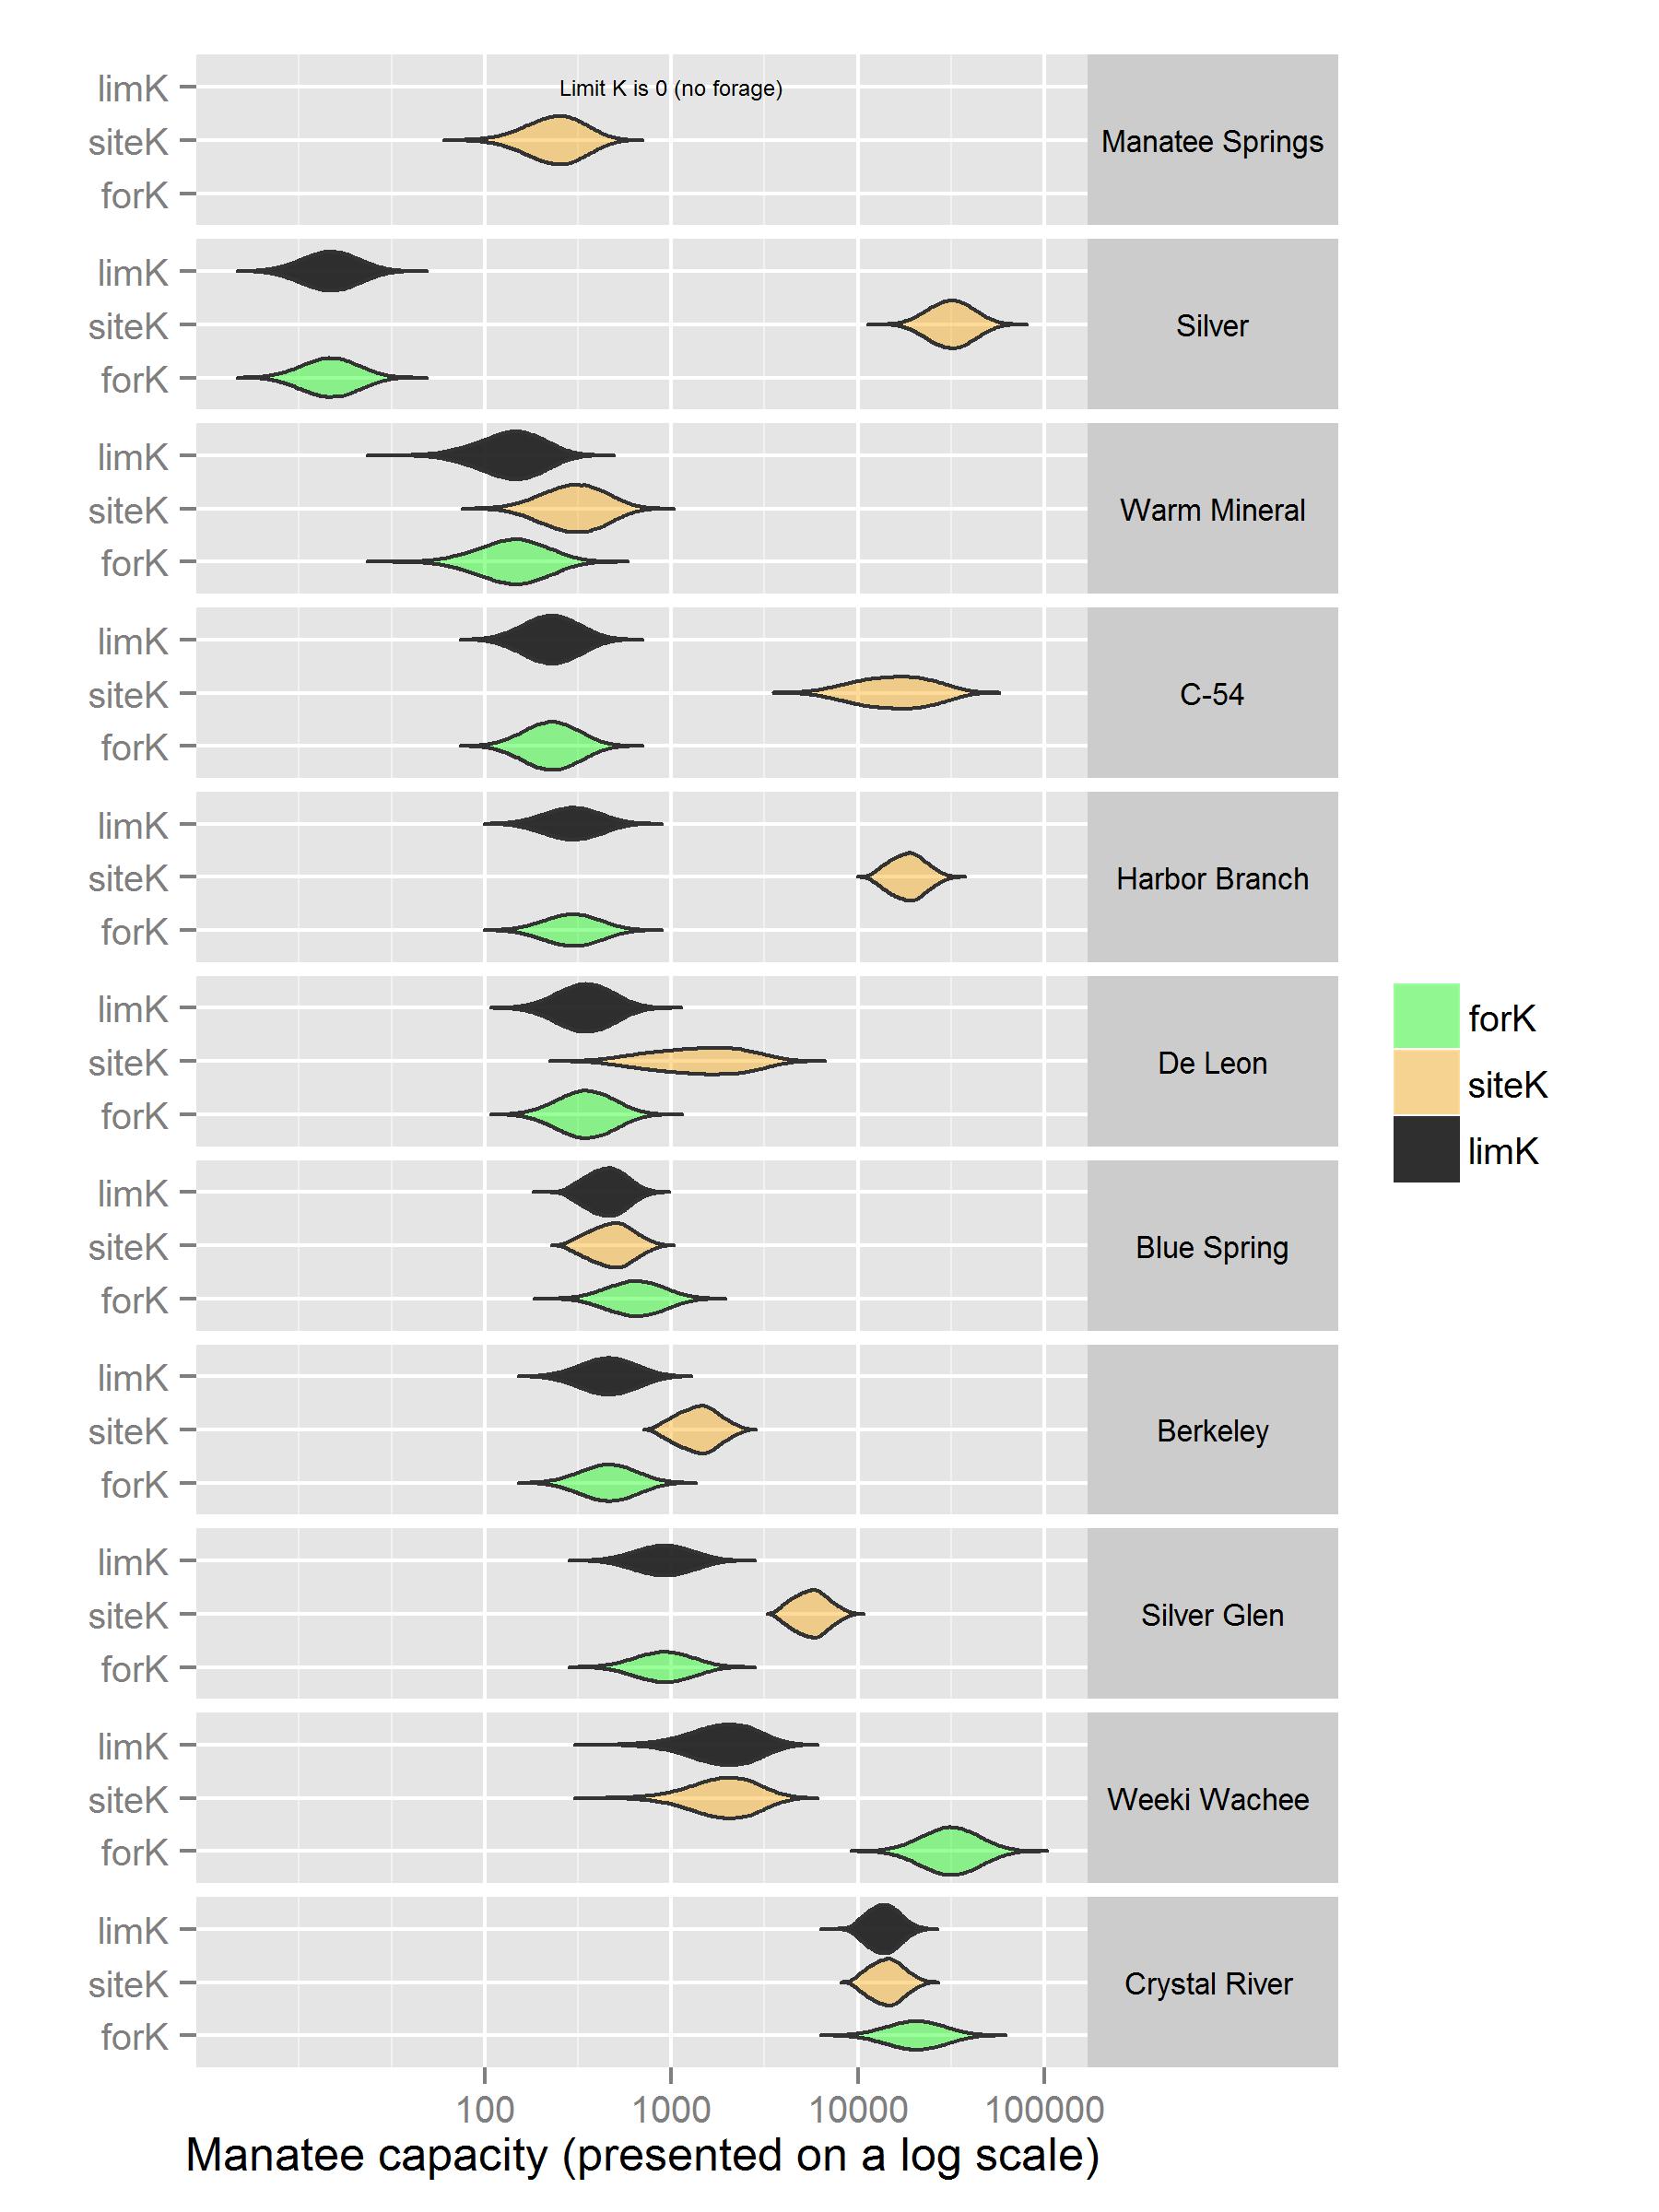 limK
Limit K is 0 (no forage)
siteK
Manatee Springs
forK
limK
siteK
Silver
forK
limK
siteK
Warm Mineral
forK
limK
siteK
C-54
forK
limK
siteK
Harbor Branch
forK
limK
siteK
De Leon
forK
limK
siteK
Blue Spring
forK
limK
siteK
Berkeley
forK
limK
siteK
Silver Glen
forK
limK
siteK
Weeki Wachee
forK
limK
siteK
Crystal River
forK
100
1000
10000
100000
Manatee capacity (presented on a log scale)
forK
siteK
limK